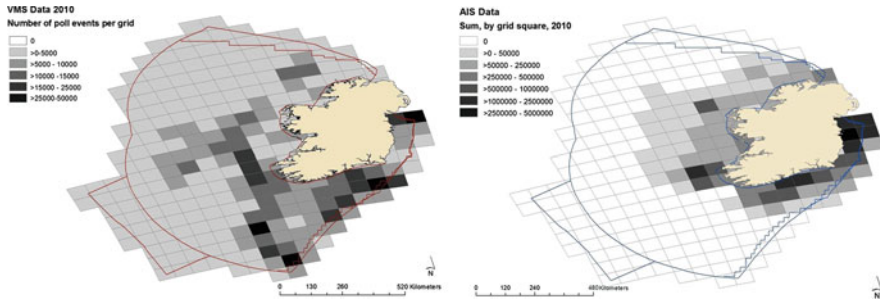 VMS Data 2010
Number of poll events per grid
0
>0-5000
>5000 - 10000
>10000 - 15000
>15000 - 25000
>25000-50000
0 130 260 520 Kilometers
N
AIS Data
Sum, by grid square, 2010
0
>0 - 50000
>50000 - 250000
>250000 - 500000
>500000 - 1000000
>1000000 - 2500000
>2500000 - 5000000
0 120 240 480 Kilometers
N